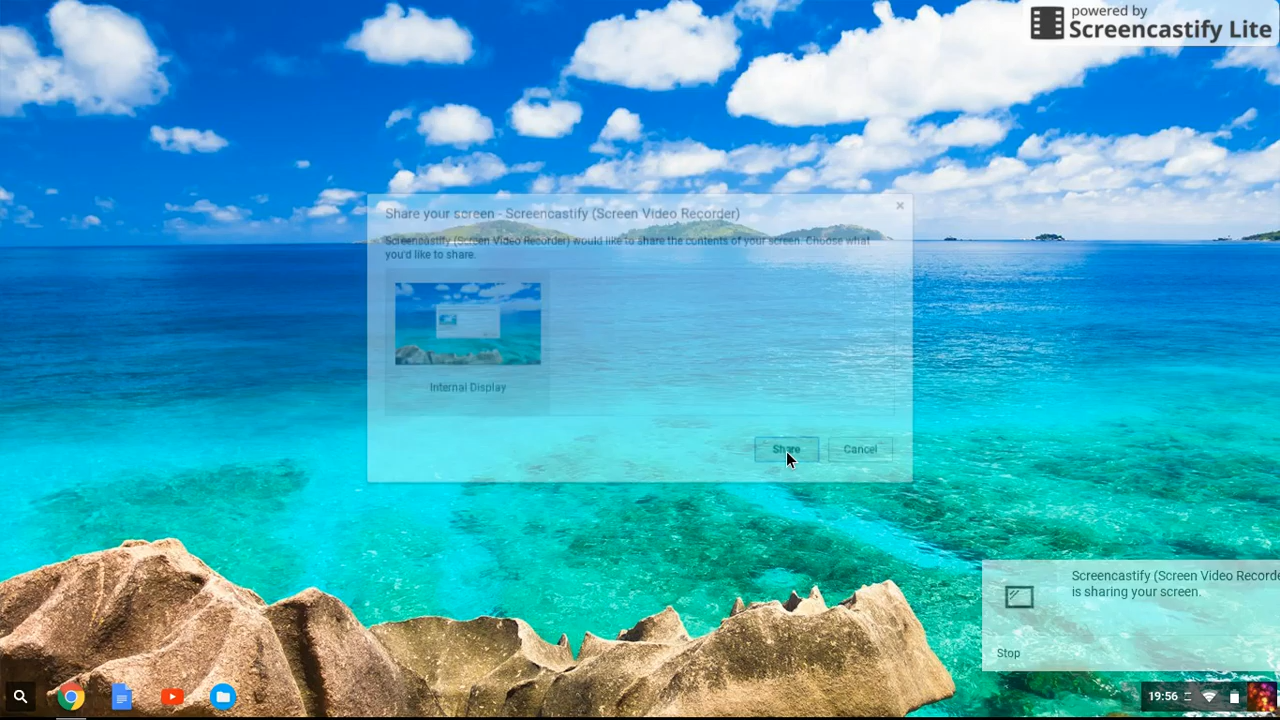 powered by
Screencastify Lite
Share your screen - Screencastify (Screen Video Recorder)
Screencastify (Screen Video Recorder) would like to share the contents of your screen. Choose what
you'd like to share.
Internal Display
Share
Cancel
Screencastify (Screen Video Recorde
is sharing your screen.
Stop
19:56